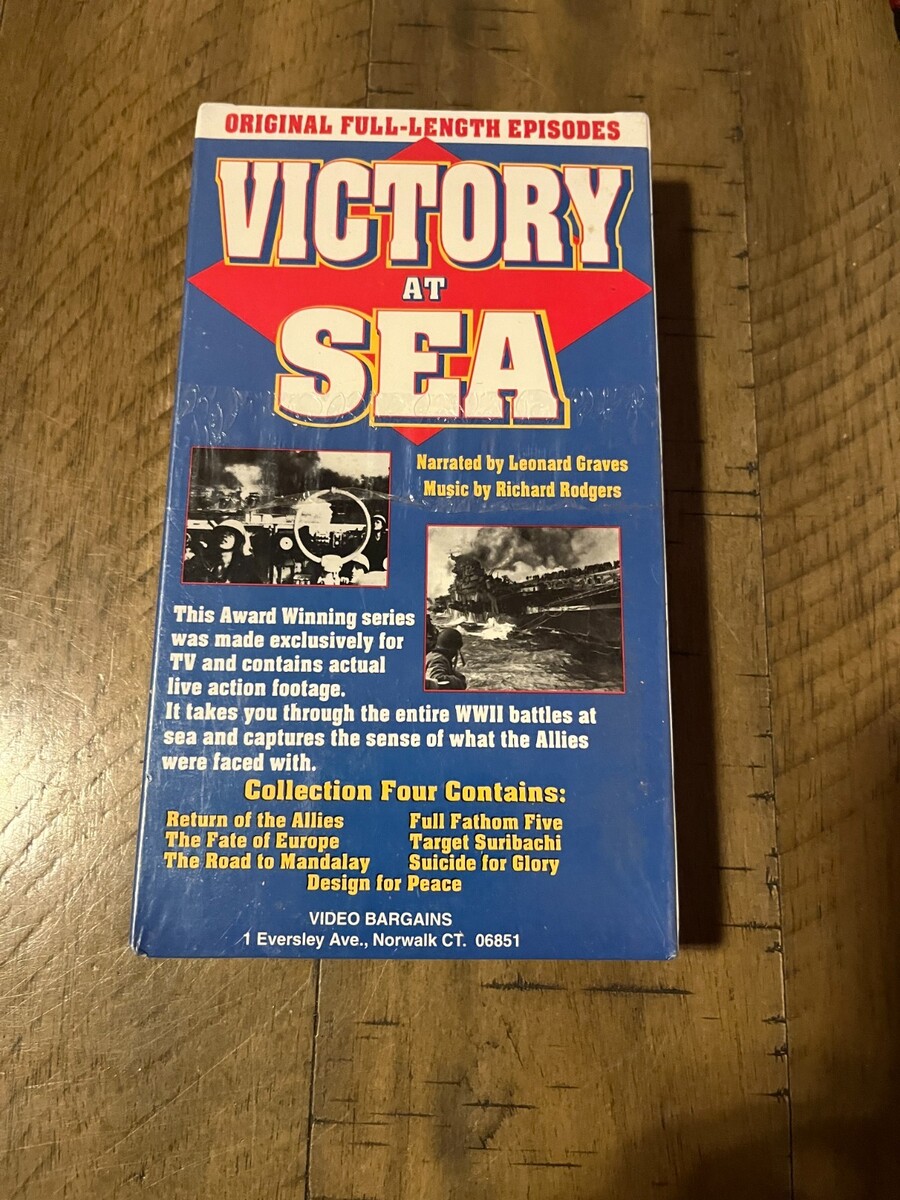 ORIGINAL FULL-LENGTH EPISODES
VICTORY
AT
SEA
Narrated by Leonard Graves
Music by Richard Rodgers
This Award Winning series
was made exclusively for
TV and contains actual
live action footage.
It takes you through the entire WWII battles at
sea and captures the sense of what the Allies
were faced with.
Collection Four Contains:
Return of the Allies
The Fate of Europe
The Road to Mandalay
Full Fathom Five
Target Suribachi
Suicide for Glory
Design for Peace
VIDEO BARGAINS
1 Eversley Ave., Norwalk CT. 06851